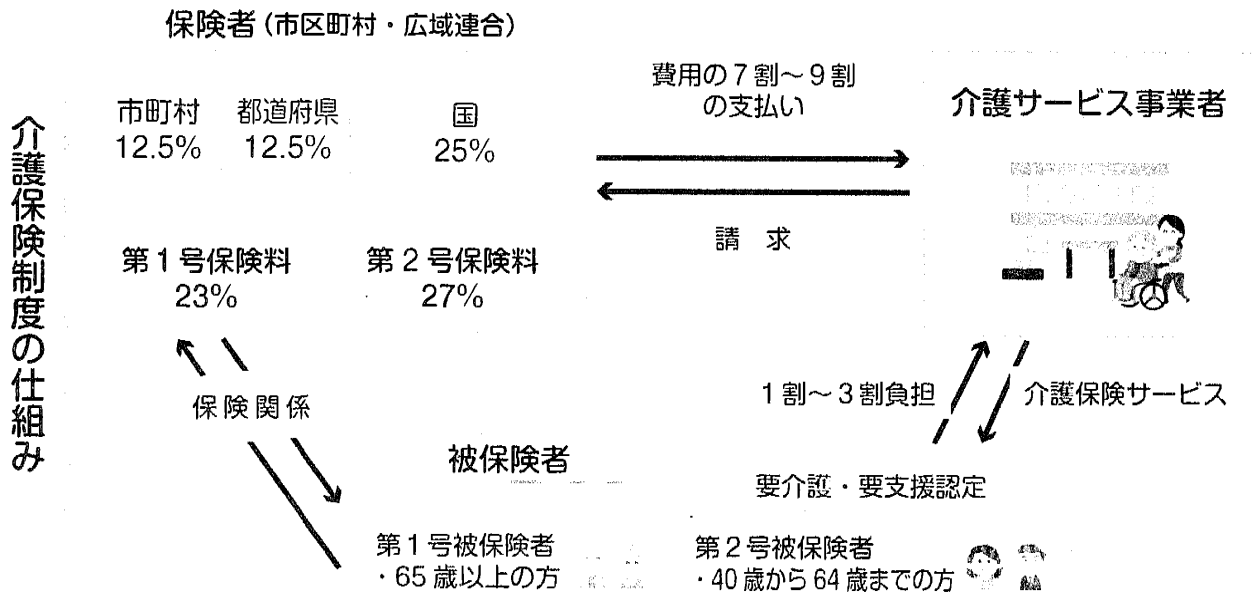 介護保険制度の仕組み
保険者（市区町村・広域連合）
市町村
12.5%
都道府県
12.5%
国
25%
第1号保険料
23%
第2号保険料
27%
費用の7割～9割
の支払い
請求
介護サービス事業者
保険関係
1割～3割負担
介護保険サービス
被保険者
要介護・要支援認定
第1号被保険者
・65歳以上の方
第2号被保険者
・40歳から64歳までの方